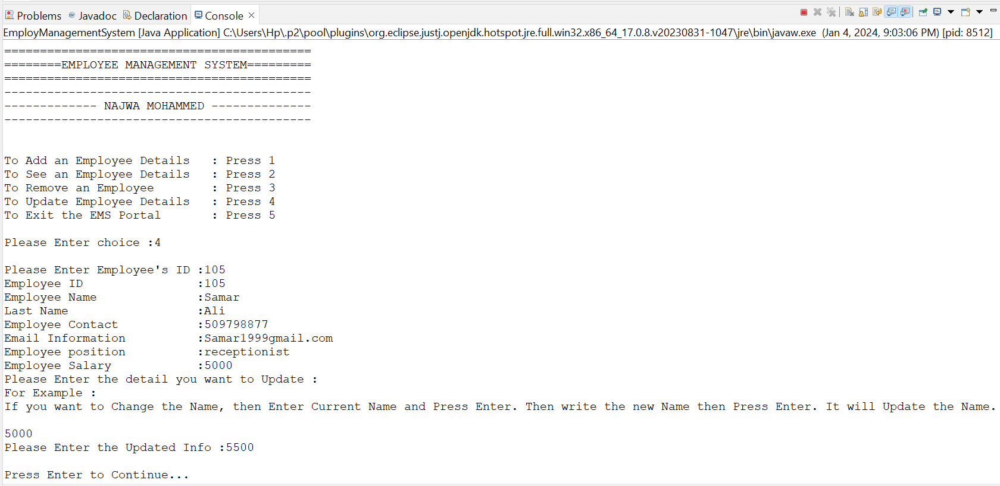 Problems @ Javadoc Declaration Console
EmployManagementSystem [Java Application] C:\Users\Hp\.p2\pool\plugins\org.eclipse.justj.openjdk.hotspot.jre.full.win32.x86_64_17.0.8.v20230831-1047\jre\bin\javaw.exe (Jan 4, 2024, 9:03:06 PM) [pid: 8512]
===========================================
========EMPLOYEE MANAGEMENT SYSTEM=========
===========================================
-------------------------------------------
------------- NAJWA MOHAMMED --------------
-------------------------------------------
To Add an Employee Details   : Press 1
To See an Employee Details   : Press 2
To Remove an Employee        : Press 3
To Update Employee Details   : Press 4
To Exit the EMS Portal       : Press 5
Please Enter choice :4
Please Enter Employee's ID :105
Employee ID                :105
Employee Name              :Samar
Last Name                  :Ali
Employee Contact           :509798877
Email Information          :Samar1999gmail.com
Employee position          :receptionist
Employee Salary            :5000
Please Enter the detail you want to Update :
For Example :
If you want to Change the Name, then Enter Current Name and Press Enter. Then write the new Name then Press Enter. It will Update the Name.
5000
Please Enter the Updated Info :5500
Press Enter to Continue...